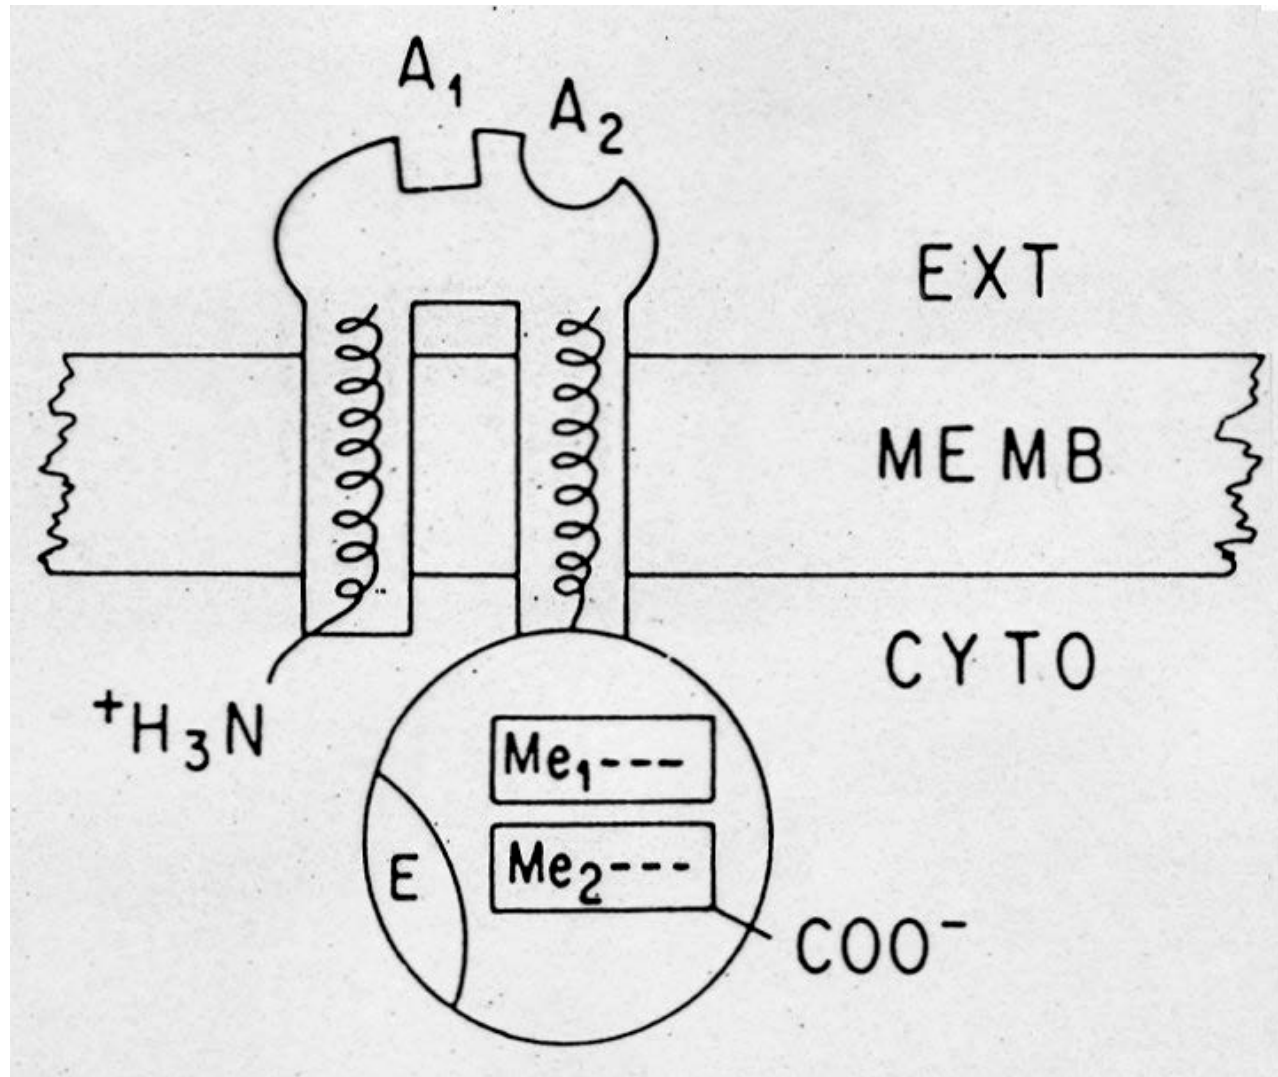 A₁
A₂
EXT
MEMB
CYTO
⁺H₃N
Me₁---
Me₂---
E
COO⁻